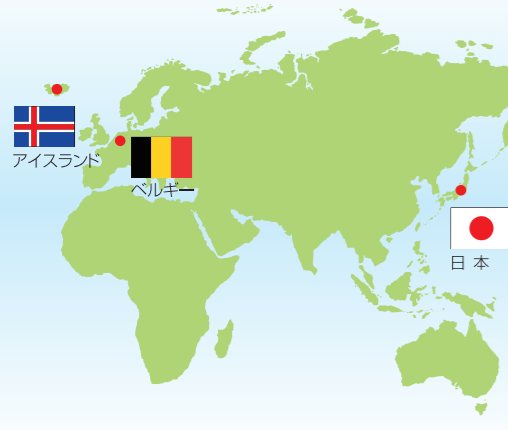 アイスランド
ベルギー
日 本